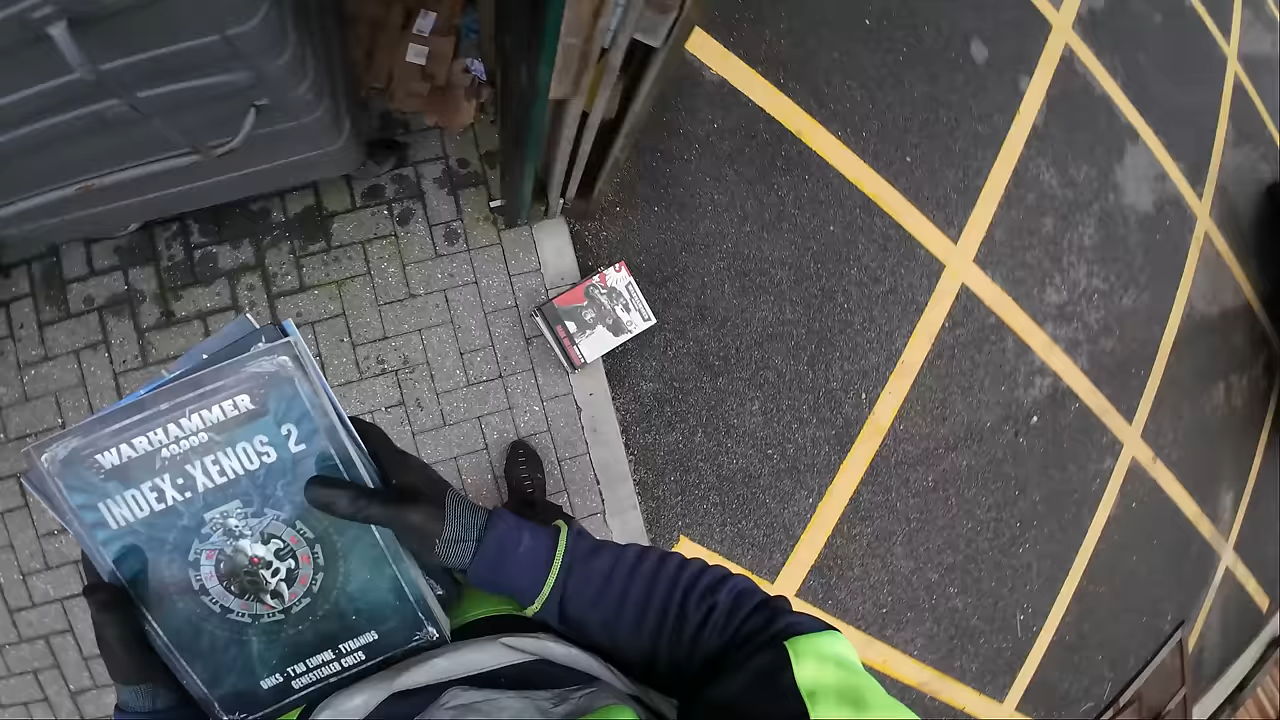 WARHAMMER
40,000
INDEX: XENOS 2
ORKS · T'AU EMPIRE · TYRANIDS
GENESTEALER CULTS